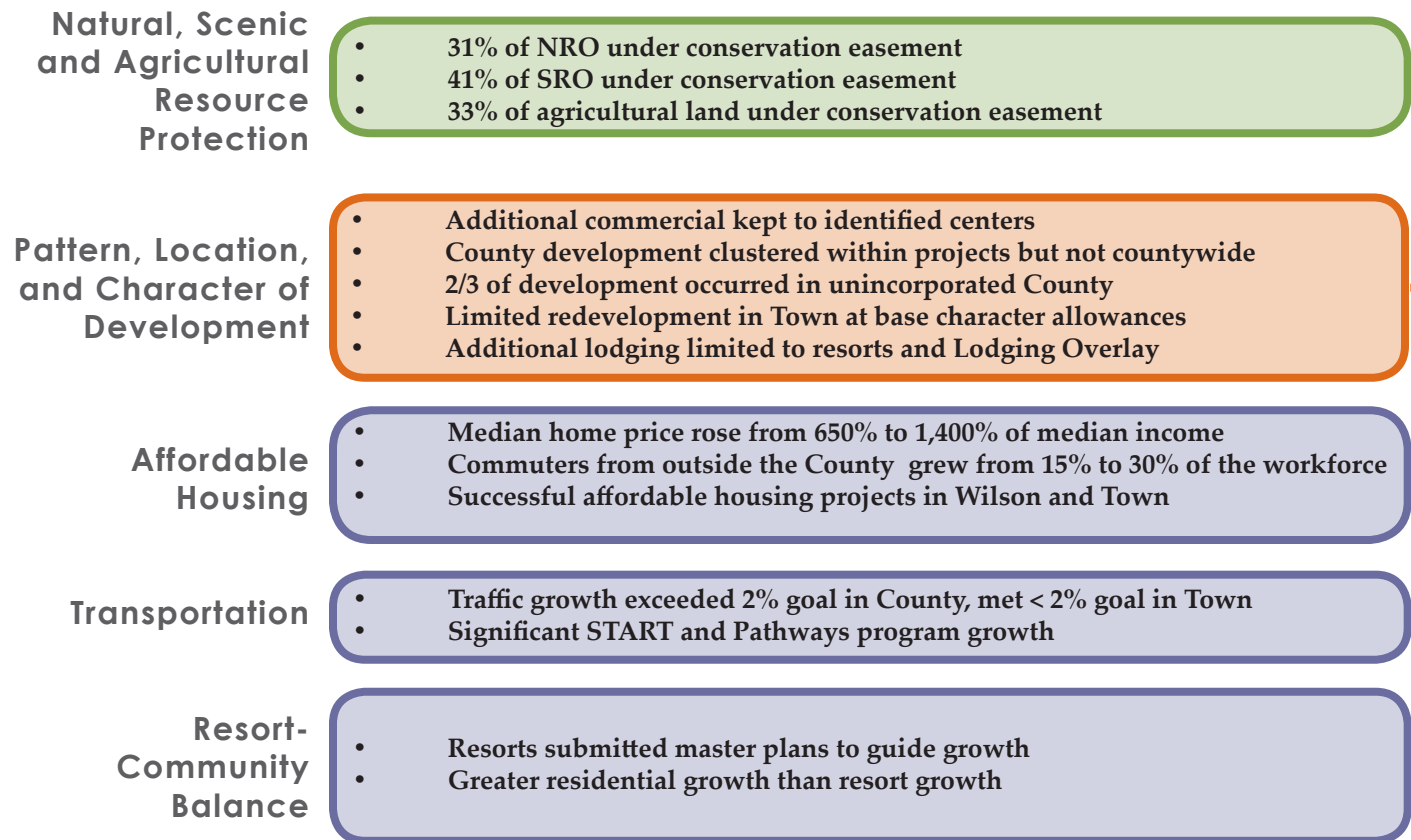 Natural, Scenic
and Agricultural
Resource
Protection
• 31% of NRO under conservation easement
• 41% of SRO under conservation easement
• 33% of agricultural land under conservation easement
Pattern, Location,
and Character of
Development
• Additional commercial kept to identified centers
• County development clustered within projects but not countywide
• 2/3 of development occurred in unincorporated County
• Limited redevelopment in Town at base character allowances
• Additional lodging limited to resorts and Lodging Overlay
Affordable
Housing
• Median home price rose from 650% to 1,400% of median income
• Commuters from outside the County grew from 15% to 30% of the workforce
• Successful affordable housing projects in Wilson and Town
Transportation
• Traffic growth exceeded 2% goal in County, met < 2% goal in Town
• Significant START and Pathways program growth
Resort-
Community
Balance
• Resorts submitted master plans to guide growth
• Greater residential growth than resort growth